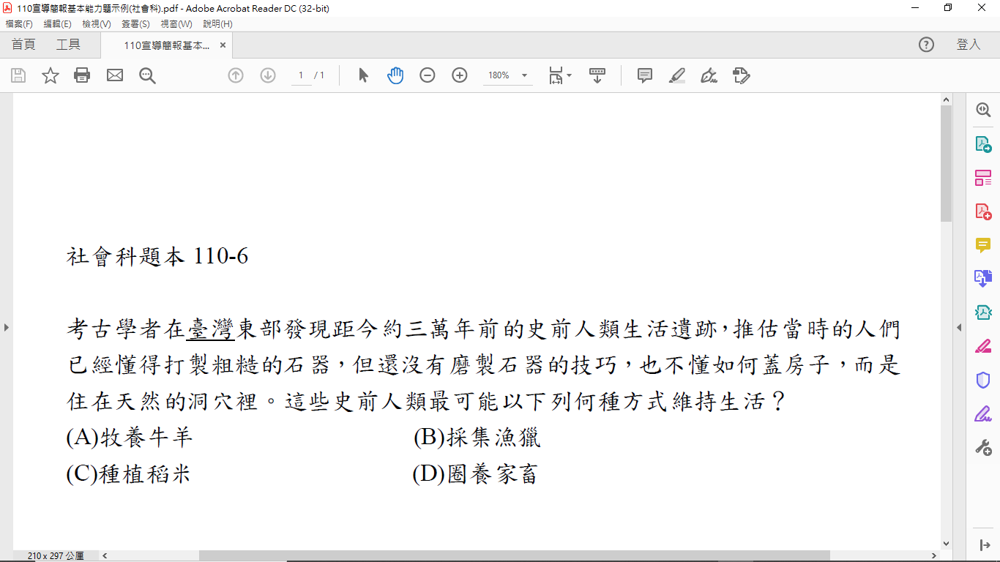 110宣導簡報基本能力題示例(社會科).pdf - Adobe Acrobat Reader DC (32-bit)
檔案(F) 編輯(E) 檢視(V) 簽署(S) 視窗(W) 說明(H)
首頁 工具 110宣導簡報基本... × 登入
1 / 1 180%
社會科題本 110-6
考古學者在臺灣東部發現距今約三萬年前的史前人類生活遺跡，推估當時的人們
已經懂得打製粗糙的石器，但還沒有磨製石器的技巧，也不懂如何蓋房子，而是
住在天然的洞穴裡。這些史前人類最可能以下列何種方式維持生活？
(A)牧養牛羊 (B)採集漁獵
(C)種植稻米 (D)圈養家畜
210 x 297 公厘